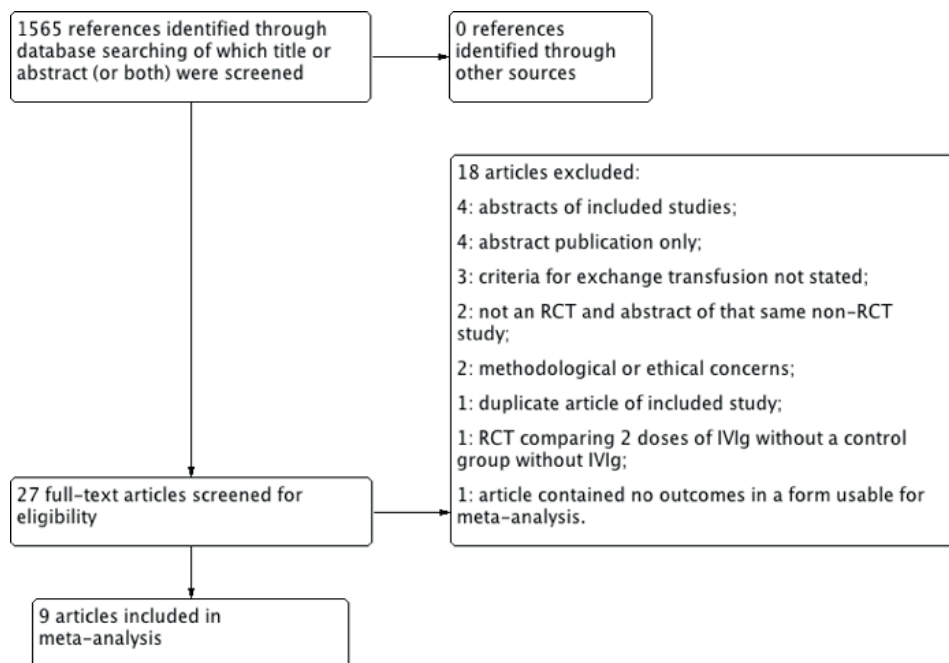 1565 references identified through
database searching of which title or
abstract (or both) were screened
0 references
identified through
other sources
18 articles excluded:
4: abstracts of included studies;
4: abstract publication only;
3: criteria for exchange transfusion not stated;
2: not an RCT and abstract of that same non-RCT
study;
2: methodological or ethical concerns;
1: duplicate article of included study;
1: RCT comparing 2 doses of IVIg without a control
group without IVIg;
1: article contained no outcomes in a form usable for
meta-analysis.
27 full-text articles screened for
eligibility
9 articles included in
meta-analysis